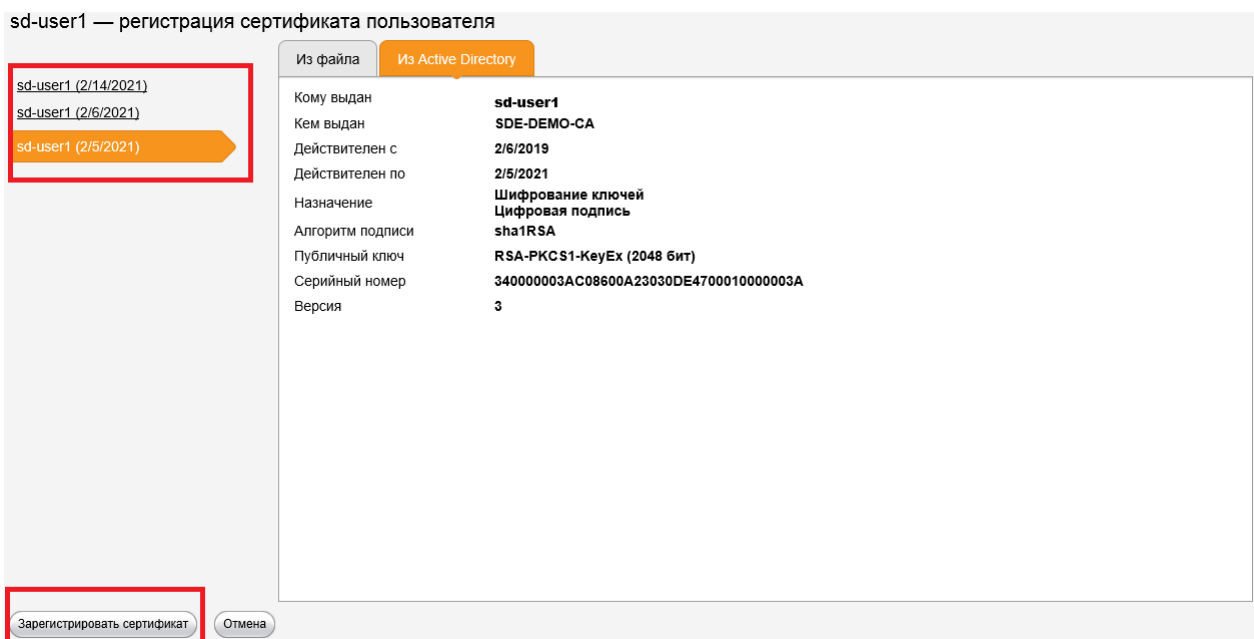 sd-user1 — регистрация сертификата пользователя
Из файла
Из Active Directory
sd-user1 (2/14/2021)
sd-user1 (2/6/2021)
sd-user1 (2/5/2021)
Кому выдан sd-user1
Кем выдан SDE-DEMO-CA
Действителен с 2/6/2019
Действителен по 2/5/2021
Назначение Шифрование ключей
Цифровая подпись
Алгоритм подписи sha1RSA
Публичный ключ RSA-PKCS1-KeyEx (2048 бит)
Серийный номер 340000003AC08600A23030DE4700010000003A
Версия 3
Зарегистрировать сертификат
Отмена